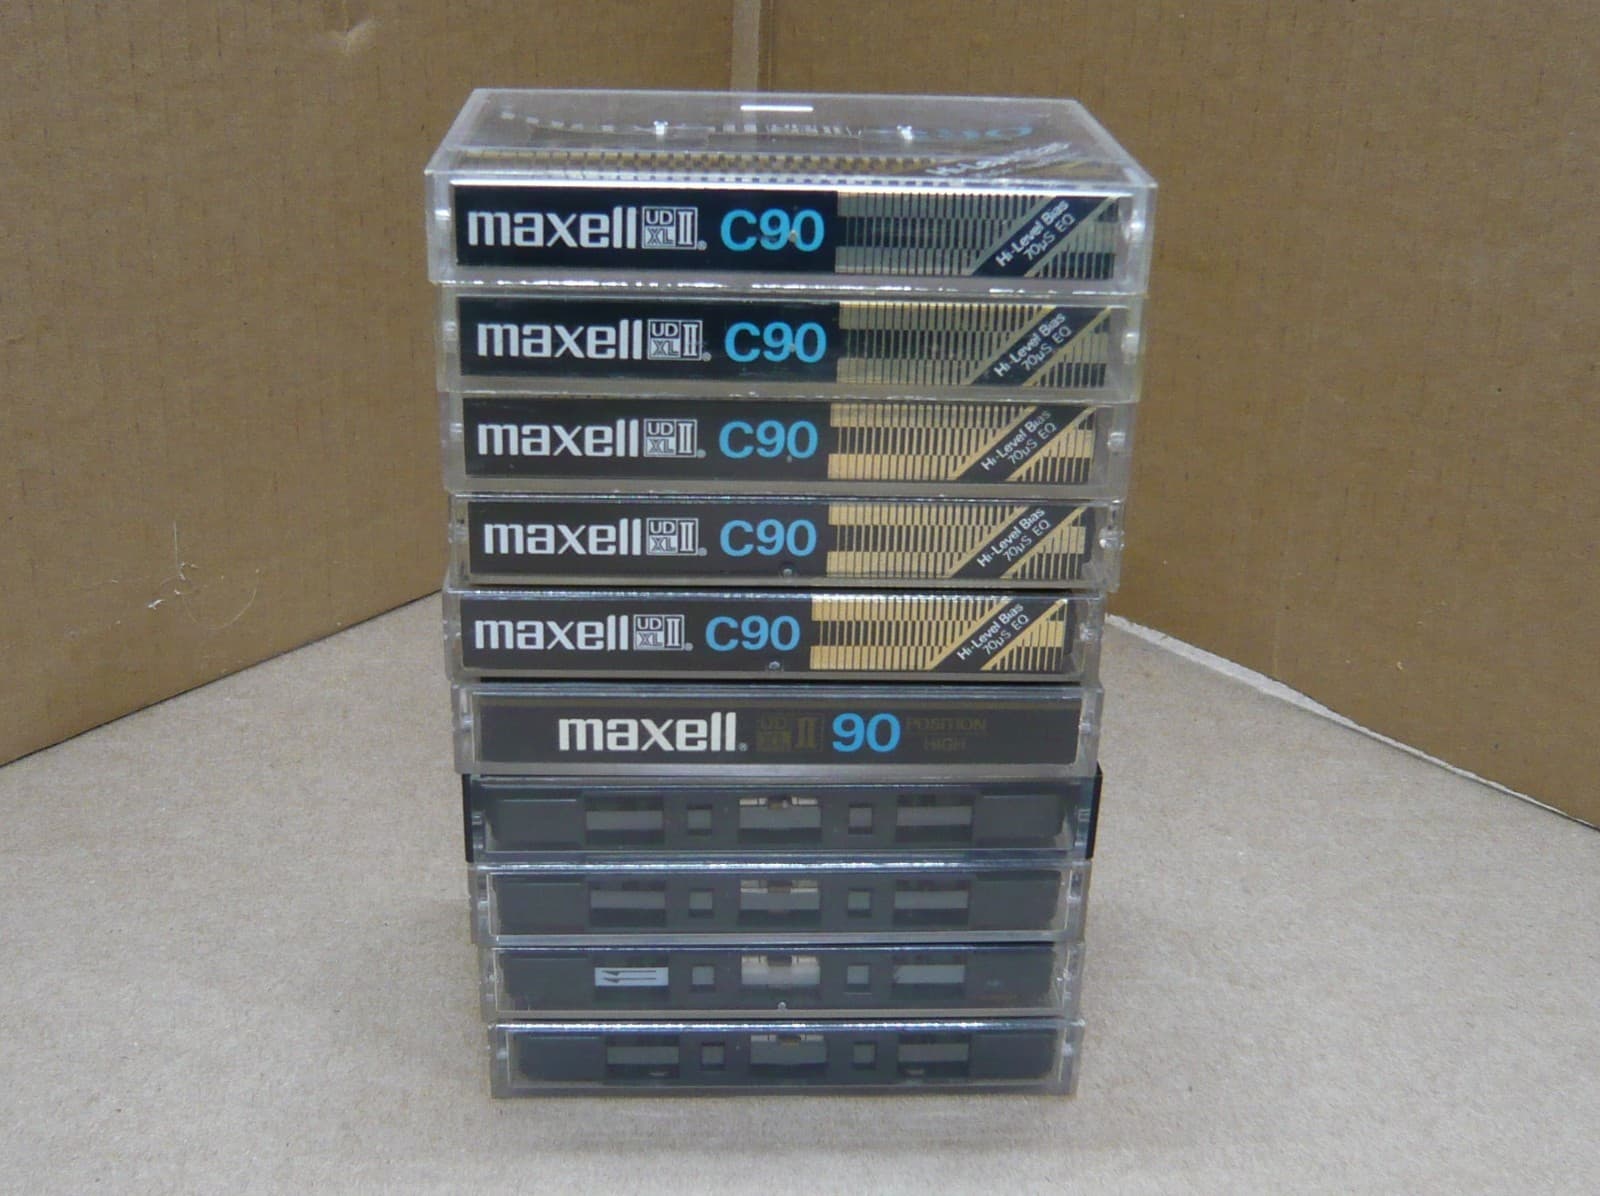 maxell UD XL II C90 Hi-Level Bias
70μS EQ
maxell UD XL II® C90 Hi-Level Bias
70μS EQ
maxell UD XL II® C90 Hi-Level Bias
70μS EQ
maxell UD XL II® C90 Hi-Level Bias
70μS EQ
maxell UD XL II® C90 Hi-Level Bias
70μS EQ
maxell® UD XL II 90 POSITION
HIGH